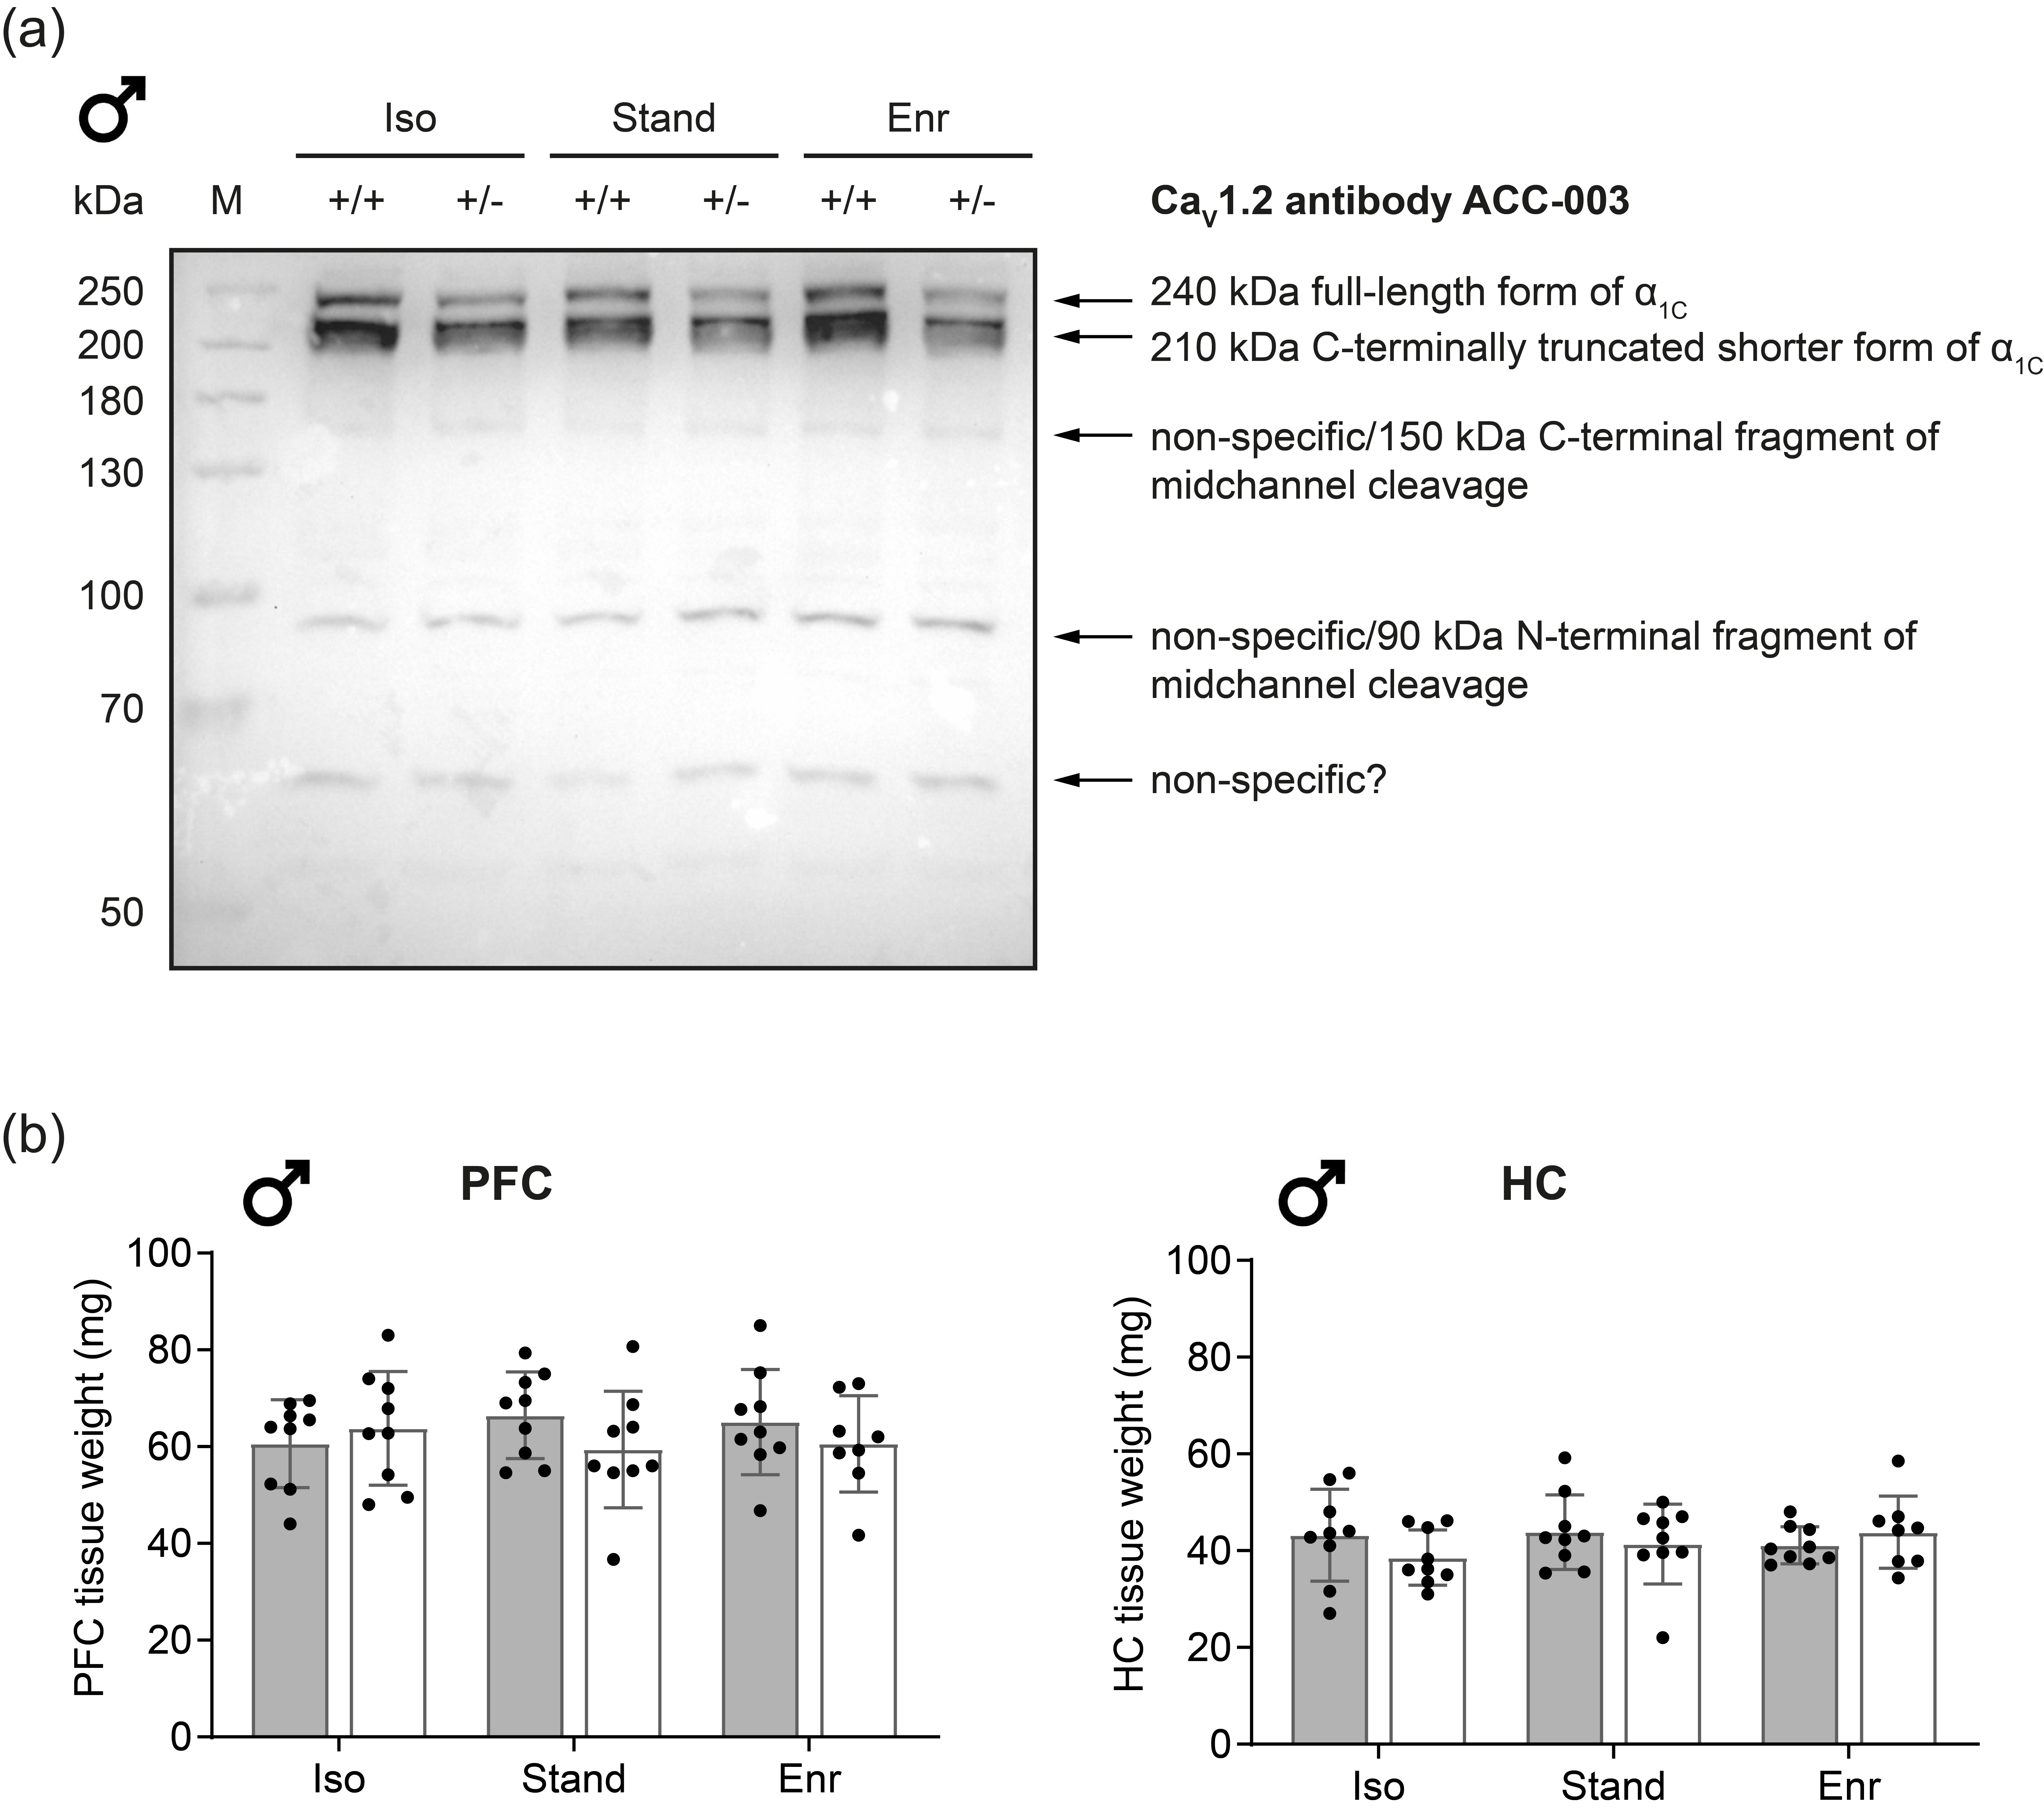 (a)
♂
Iso Stand Enr
kDa M +/+ +/- +/+ +/- +/+ +/- CaV1.2 antibody ACC-003
250 240 kDa full-length form of α1C
200 210 kDa C-terminally truncated shorter form of α1C
180
non-specific/150 kDa C-terminal fragment of
130 midchannel cleavage
100
non-specific/90 kDa N-terminal fragment of
midchannel cleavage
70
non-specific?
50
(b)
♂ PFC
PFC tissue weight (mg)
100
80
60
40
20
0
Iso Stand Enr
♂ HC
HC tissue weight (mg)
100
80
60
40
20
0
Iso Stand Enr